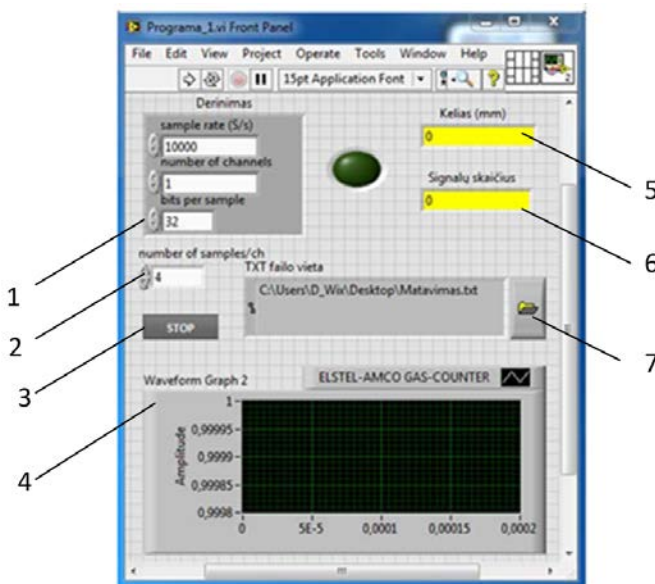 Programa_1.vi Front Panel
File Edit View Project Operate Tools Window Help
15pt Application Font
2
Derinimas
sample rate (S/s)
10000
number of channels
1
bits per sample
32
Kelias (mm)
0
Signalų skaičius
0
number of samples/ch
4
TXT failo vieta
C:\Users\D_Wix\Desktop\Matavimas.txt
STOP
Waveform Graph 2
ELSTEL-AMCO GAS-COUNTER
Amplitude
1
0,99995
0,9999
0,99985
0,9998
0 5E-5 0,0001 0,00015 0,0002
1
2
3
4
5
6
7